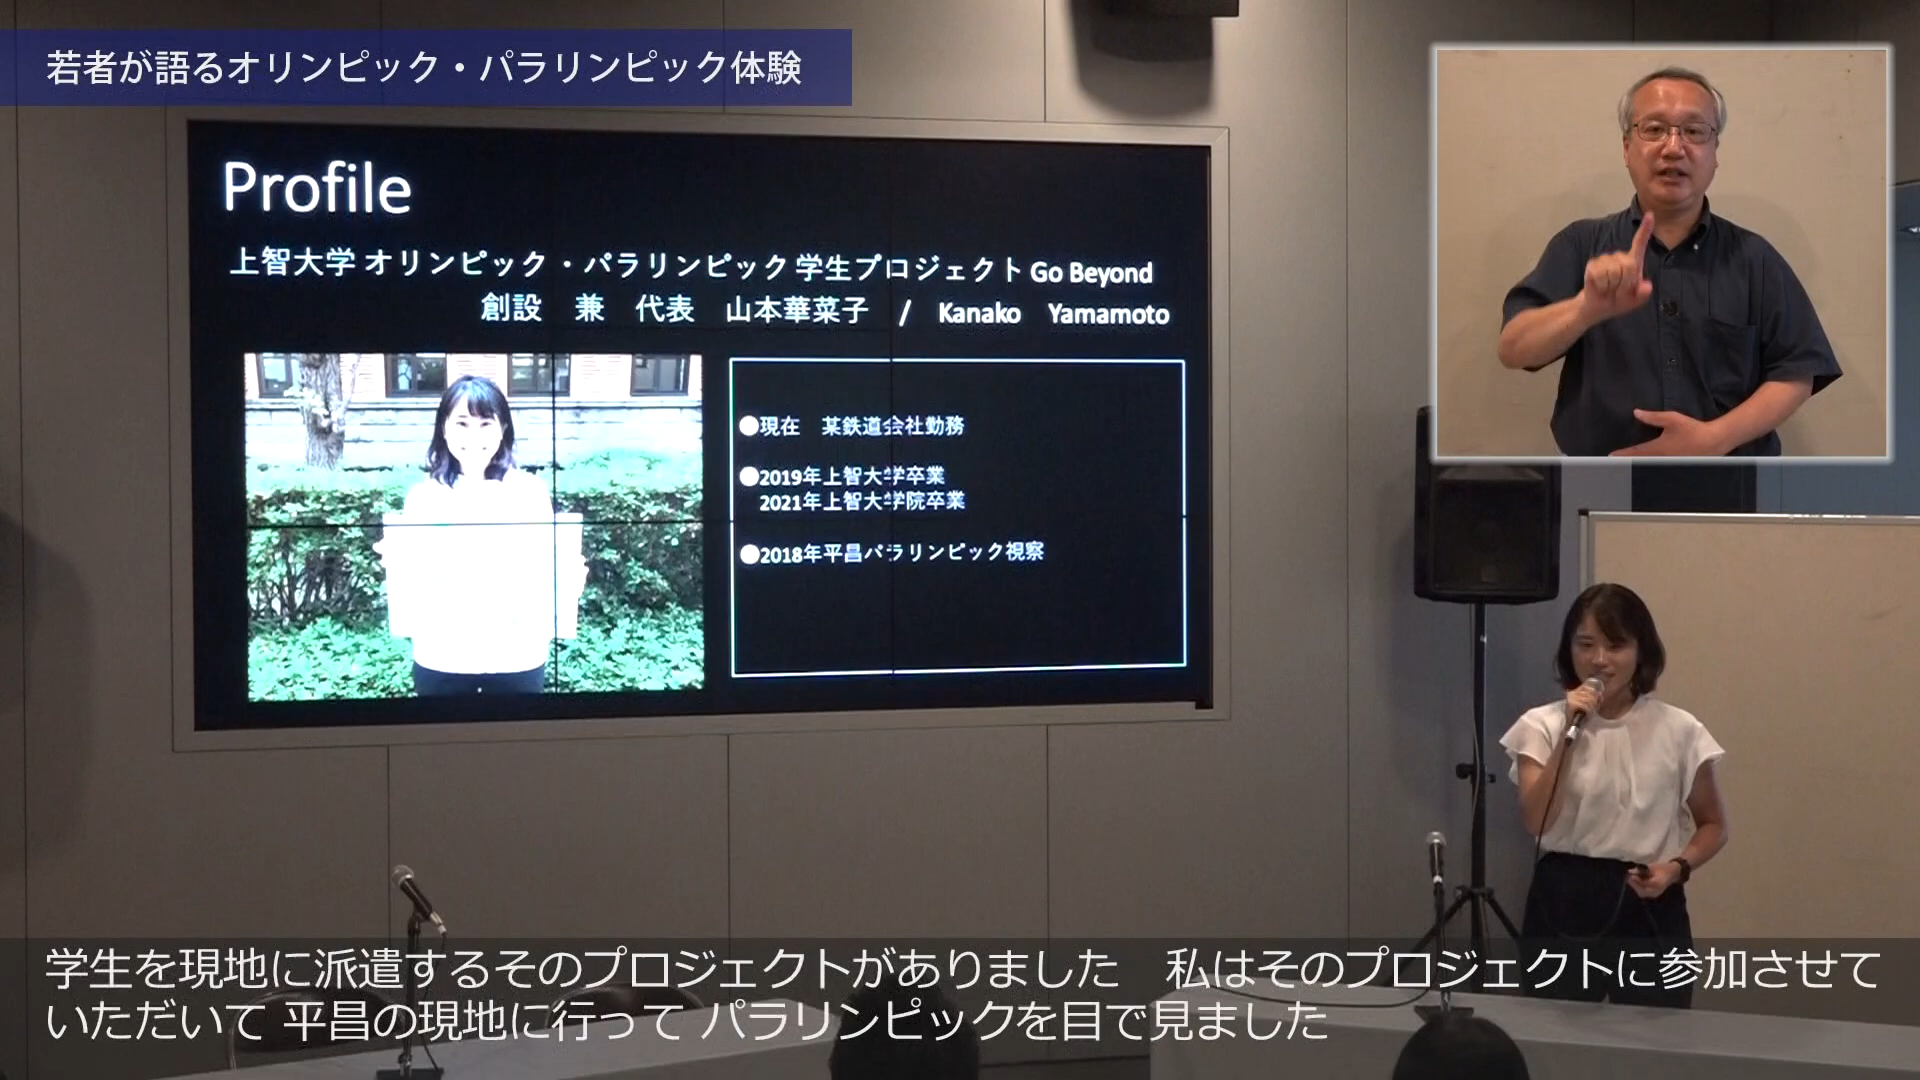 若者が語るオリンピック・パラリンピック体験
Profile
上智大学 オリンピック・パラリンピック 学生プロジェクト Go Beyond
創設 兼 代表 山本華菜子 / Kanako Yamamoto
●現在 某鉄道会社勤務
●2019年上智大学卒業
2021年上智大学院卒業
●2018年平昌パラリンピック視察
学生を現地に派遣するそのプロジェクトがありました 私はそのプロジェクトに参加させて
いただいて 平昌の現地に行って パラリンピックを目で見ました